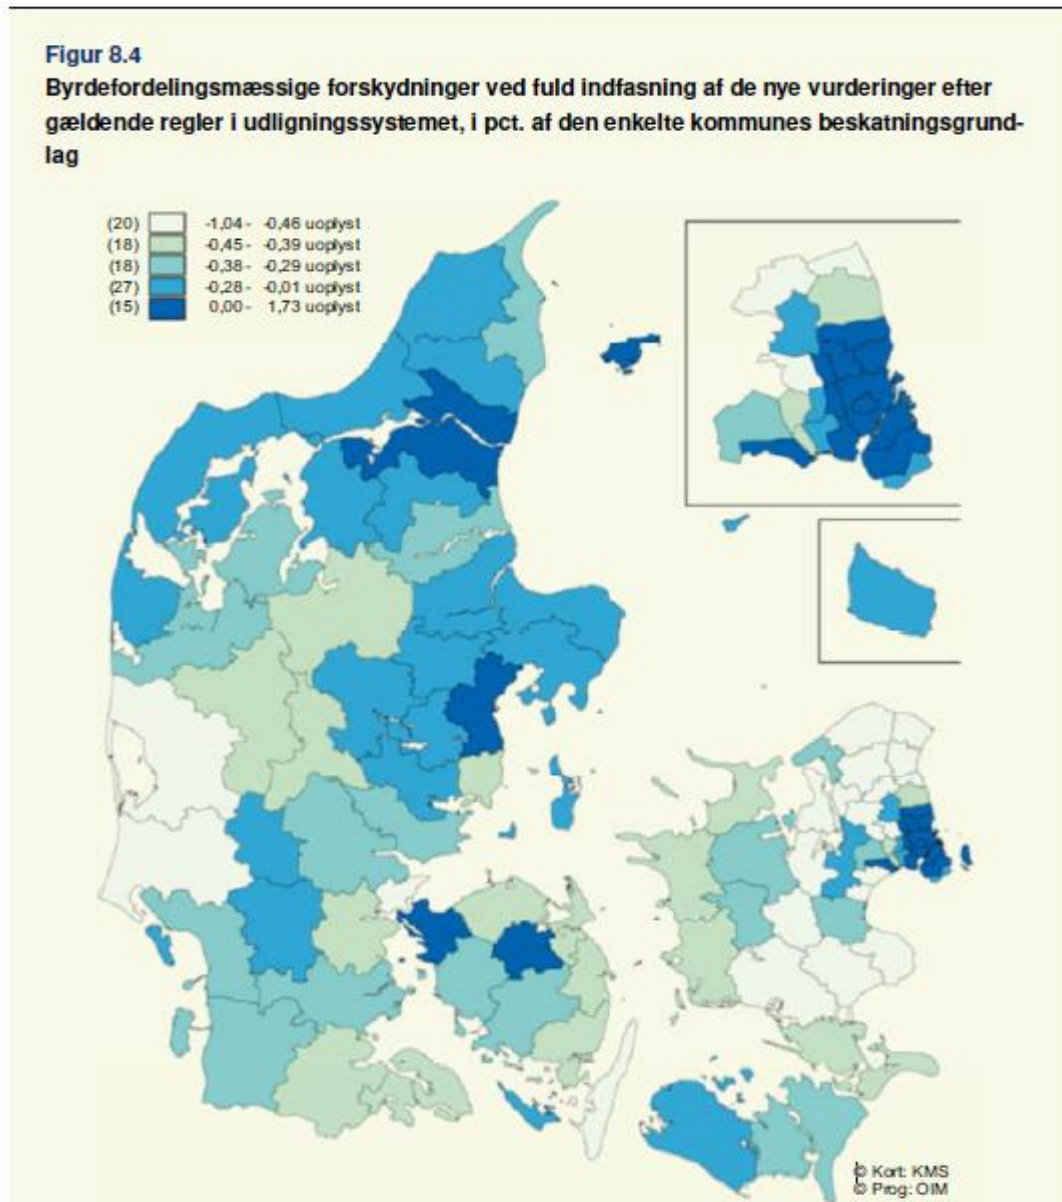 Figur 8.4
Byrdefordelingsmæssige forskydninger ved fuld indfasning af de nye vurderinger efter
gældende regler i udligningssystemet, i pct. af den enkelte kommunes beskatningsgrund-
lag
(20) -1,04 - -0,46 uoplyst
(18) -0,45 - -0,39 uoplyst
(18) -0,38 - -0,29 uoplyst
(27) -0,28 - -0,01 uoplyst
(15) 0,00 - 1,73 uoplyst
© Kort: KMS
© Prog: OIM